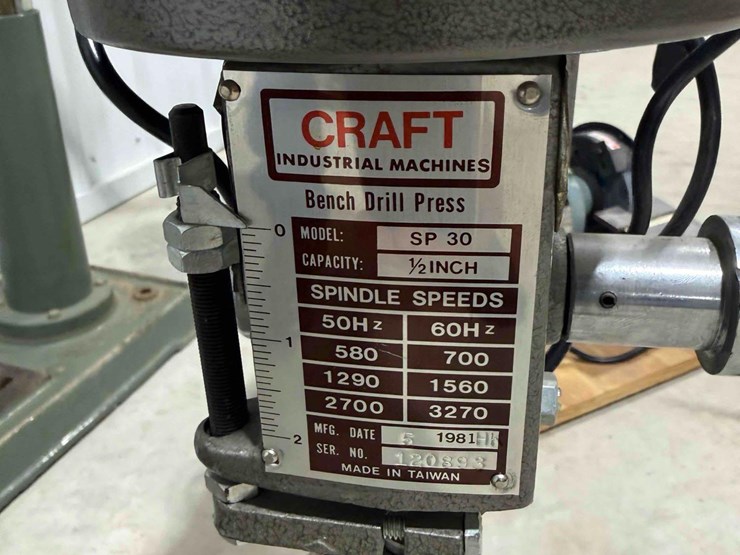 CRAFT
INDUSTRIAL MACHINES
Bench Drill Press
0
MODEL: SP 30
CAPACITY: ½ INCH
SPINDLE SPEEDS
50Hz 60Hz
1
580 700
1290 1560
2700 3270
MFG. DATE 5 1981
2
SER. NO. 120893
MADE IN TAIWAN